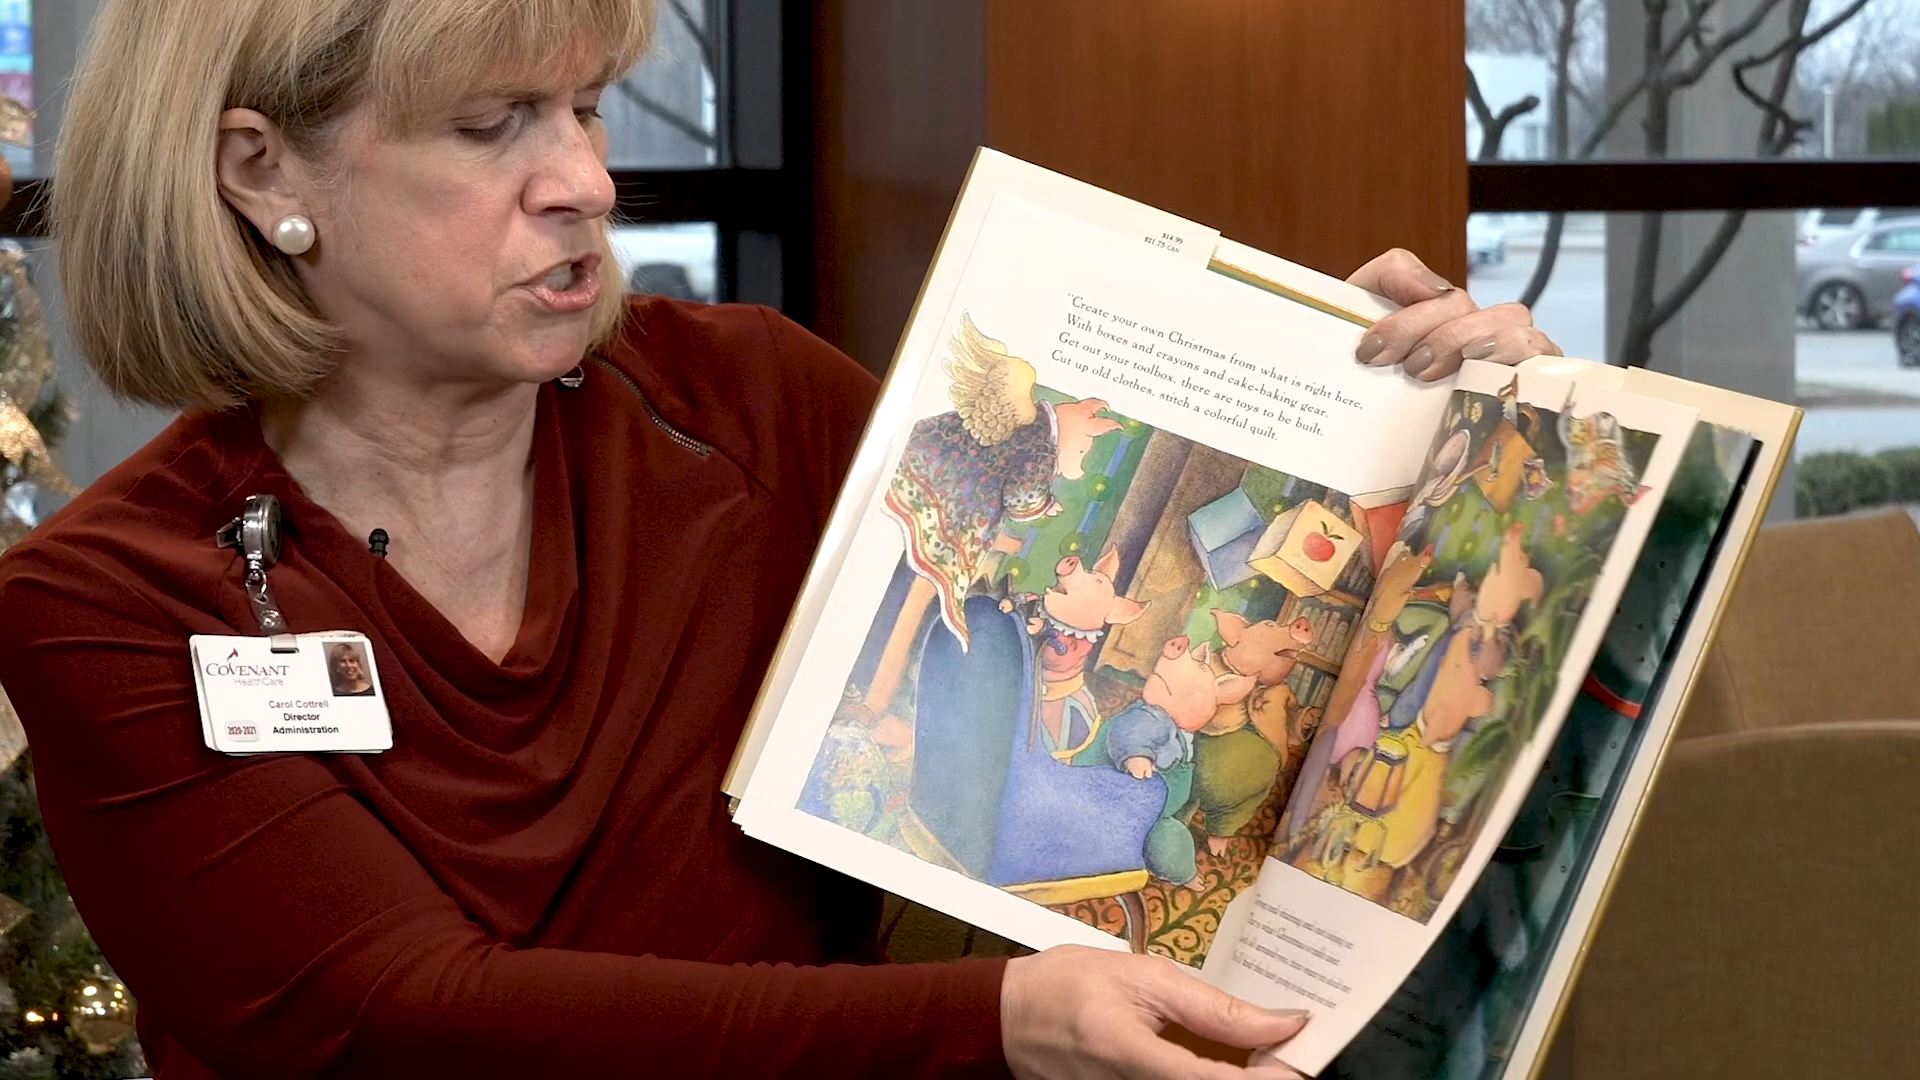 COVENANT
HealthCare
Carol Cottrell
Director
Administration
2020-2021
$14.99
$21.75 CAN
"Create your own Christmas from what is right here,
With boxes and crayons and cake-baking gear.
Get out your toolbox, there are toys to be built.
Cut up old clothes, stitch a colorful quilt.